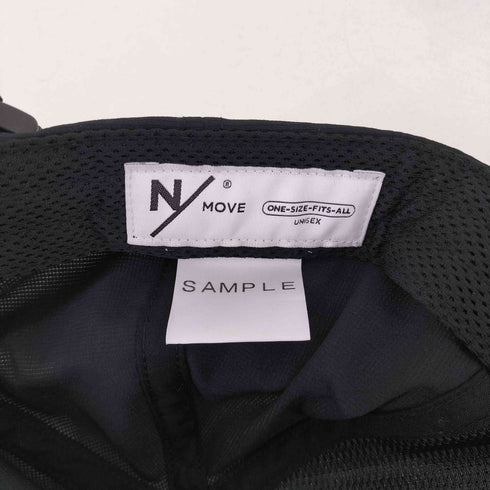 N/® MOVE ONE-SIZE-FITS-ALL
UNISEX
SAMPLE